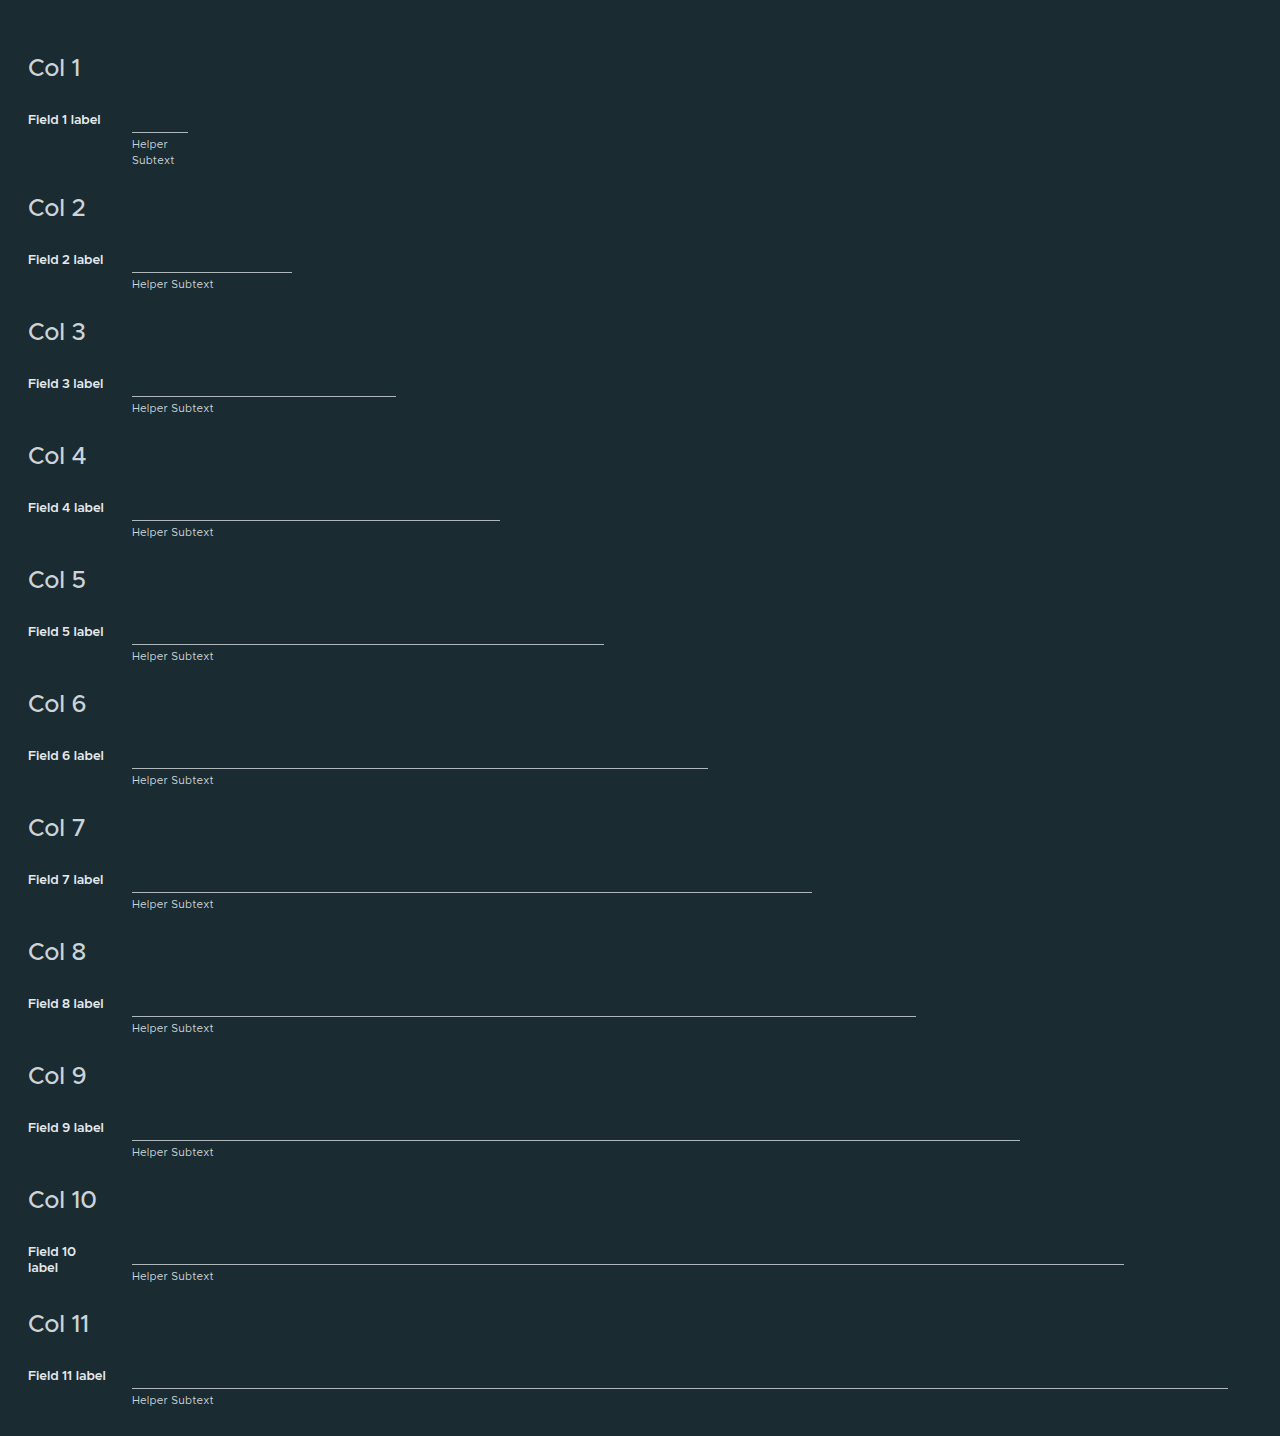 Col 1
Field 1 label
Helper
Subtext
Col 2
Field 2 label
Helper Subtext
Col 3
Field 3 label
Helper Subtext
Col 4
Field 4 label
Helper Subtext
Col 5
Field 5 label
Helper Subtext
Col 6
Field 6 label
Helper Subtext
Col 7
Field 7 label
Helper Subtext
Col 8
Field 8 label
Helper Subtext
Col 9
Field 9 label
Helper Subtext
Col 10
Field 10
label
Helper Subtext
Col 11
Field 11 label
Helper Subtext